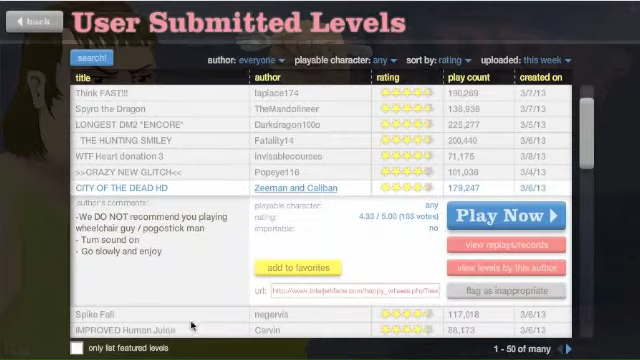 back
User Submitted Levels
search!
author: everyone playable character: any sort by: rating uploaded: this week
title author rating play count created on
Think FAST!!! laplace174 190,269 3/7/13
Spyro the Dragon TheMandolineer 138,938 3/7/13
LONGEST DM2 "ENCORE" Darkdragon100o 225,277 3/5/13
THE HUNTING SMILEY Fatality14 200,440 3/6/13
WTF Heart donation 3 invisablecourses 71,175 3/8/13
>>CRAZY NEW GLITCH<< Popeye116 101,038 3/4/13
CITY OF THE DEAD HD Zeeman and Caliban 179,247 3/6/13
author's comments:
-We DO NOT recommend you playing
wheelchair guy / pogostick man
- Turn sound on
- Go slowly and enjoy
playable character: any
rating: 4.33 / 5.00 (103 votes)
importable: no
add to favorites
url:
Play Now
view replays/records
view levels by this author
flag as inappropriate
Spike Fall negervis 117,018 3/6/13
IMPROVED Human Juicer Carvin 88,173 3/6/13
only list featured levels
1 - 50 of many